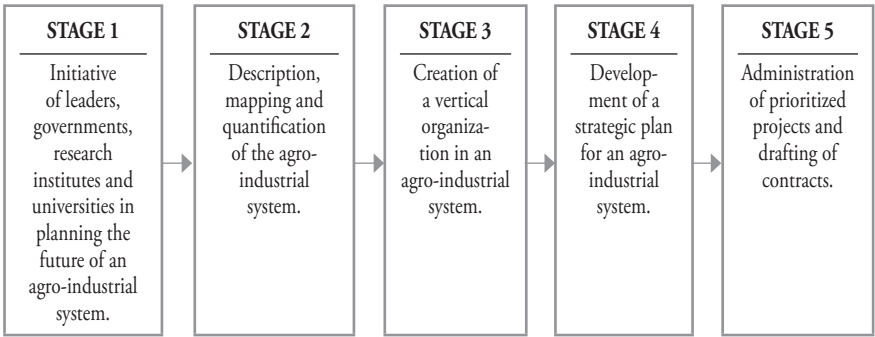 STAGE 1
Initiative
of leaders,
governments,
research
institutes and
universities in
planning the
future of an
agro-industrial
system.
STAGE 2
Description,
mapping and
quantification
of the agro-
industrial
system.
STAGE 3
Creation of
a vertical
organiza-
tion in an
agro-industrial
system.
STAGE 4
Develop-
ment of a
strategic plan
for an agro-
industrial
system.
STAGE 5
Administration
of prioritized
projects and
drafting of
contracts.